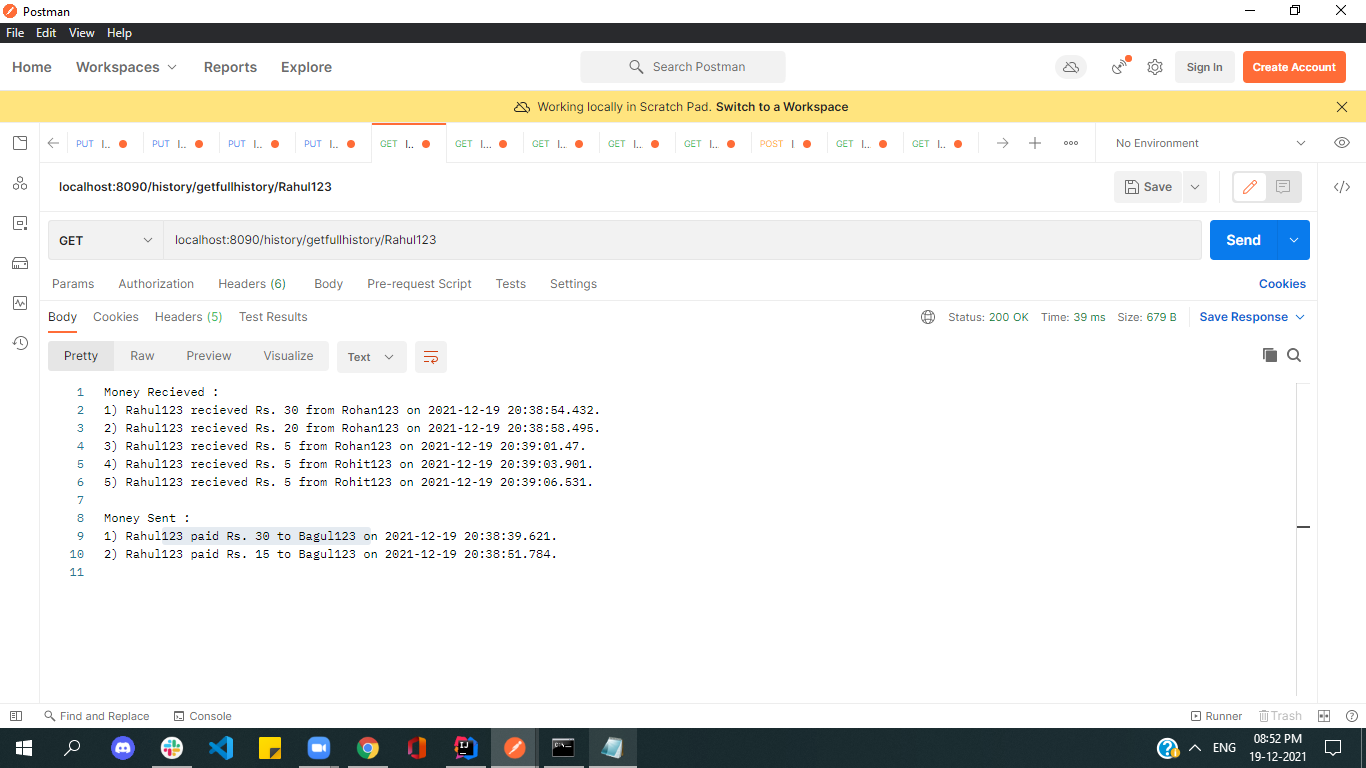 Postman
File Edit View Help
Home Workspaces Reports Explore Search Postman Sign In Create Account
Working locally in Scratch Pad. Switch to a Workspace
PUT l.. PUT l.. PUT l.. PUT l.. GET l.. GET l... GET l... GET l... GET l... POST l GET l... GET l.. No Environment
localhost:8090/history/getfullhistory/Rahul123 Save
GET localhost:8090/history/getfullhistory/Rahul123 Send
Params Authorization Headers (6) Body Pre-request Script Tests Settings Cookies
Body Cookies Headers (5) Test Results Status: 200 OK Time: 39 ms Size: 679 B Save Response
Pretty Raw Preview Visualize Text
1 Money Recieved :
2 1) Rahul123 recieved Rs. 30 from Rohan123 on 2021-12-19 20:38:54.432.
3 2) Rahul123 recieved Rs. 20 from Rohan123 on 2021-12-19 20:38:58.495.
4 3) Rahul123 recieved Rs. 5 from Rohan123 on 2021-12-19 20:39:01.47.
5 4) Rahul123 recieved Rs. 5 from Rohit123 on 2021-12-19 20:39:03.901.
6 5) Rahul123 recieved Rs. 5 from Rohit123 on 2021-12-19 20:39:06.531.
7
8 Money Sent :
9 1) Rahul123 paid Rs. 30 to Bagul123 on 2021-12-19 20:38:39.621.
10 2) Rahul123 paid Rs. 15 to Bagul123 on 2021-12-19 20:38:51.784.
11
Find and Replace Console Runner Trash
ENG 08:52 PM
19-12-2021